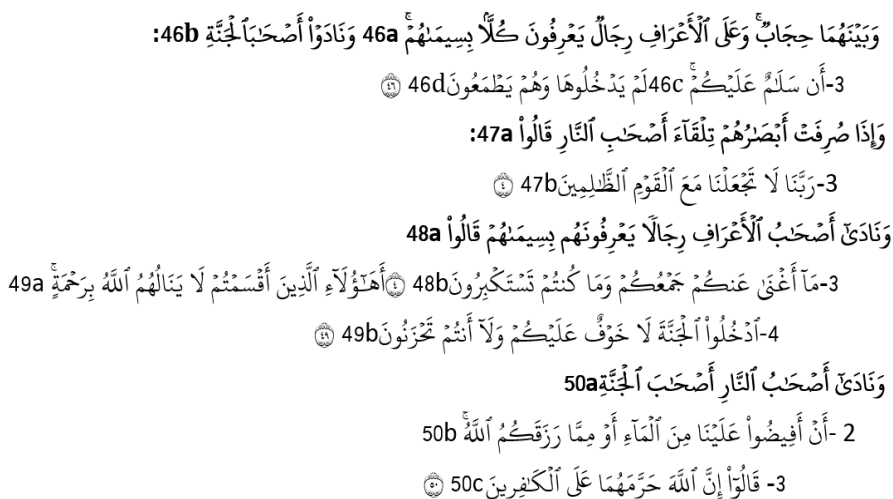 وَبَيۡنَهُمَا حِجَابٞۚ وَعَلَى ٱلۡأَعۡرَافِ رِجَالٞ يَعۡرِفُونَ كُلَّۢا بِسِيمَىٰهُمۡۚ 46a وَنَادَوۡاْ أَصۡحَٰبَٱلۡجَنَّةِ 46b:
3-أَن سَلَٰمٌ عَلَيۡكُمۡۚ 46cلَمۡ يَدۡخُلُوهَا وَهُمۡ يَطۡمَعُونَ46d ٤٦
وَإِذَا صُرِفَتۡ أَبۡصَٰرُهُمۡ تِلۡقَآءَ أَصۡحَٰبِ ٱلنَّارِ قَالُواْ 47a:
3-رَبَّنَا لَا تَجۡعَلۡنَا مَعَ ٱلۡقَوۡمِ ٱلظَّٰلِمِينَ47b ٤
وَنَادَىٰٓ أَصۡحَٰبُ ٱلۡأَعۡرَافِ رِجَالٗا يَعۡرِفُونَهُم بِسِيمَىٰهُمۡ قَالُواْ 48a
3-مَآ أَغۡنَىٰ عَنكُمۡ جَمۡعُكُمۡ وَمَا كُنتُمۡ تَسۡتَكۡبِرُونَ48b ٤أَهَٰٓؤُلَآءِ ٱلَّذِينَ أَقۡسَمۡتُمۡ لَا يَنَالُهُمُ ٱللَّهُ بِرَحۡمَةٍۚ 49a
4-ٱدۡخُلُواْ ٱلۡجَنَّةَ لَا خَوۡفٌ عَلَيۡكُمۡ وَلَآ أَنتُمۡ تَحۡزَنُونَ49b ٤٩
وَنَادَىٰٓ أَصۡحَٰبُ ٱلنَّارِ أَصۡحَٰبَ ٱلۡجَنَّةِ50a
2 -أَنۡ أَفِيضُواْ عَلَيۡنَا مِنَ ٱلۡمَآءِ أَوۡ مِمَّا رَزَقَكُمُ ٱللَّهُۚ 50b
3- قَالُوٓاْ إِنَّ ٱللَّهَ حَرَّمَهُمَا عَلَى ٱلۡكَٰفِرِينَ50c ٥٠